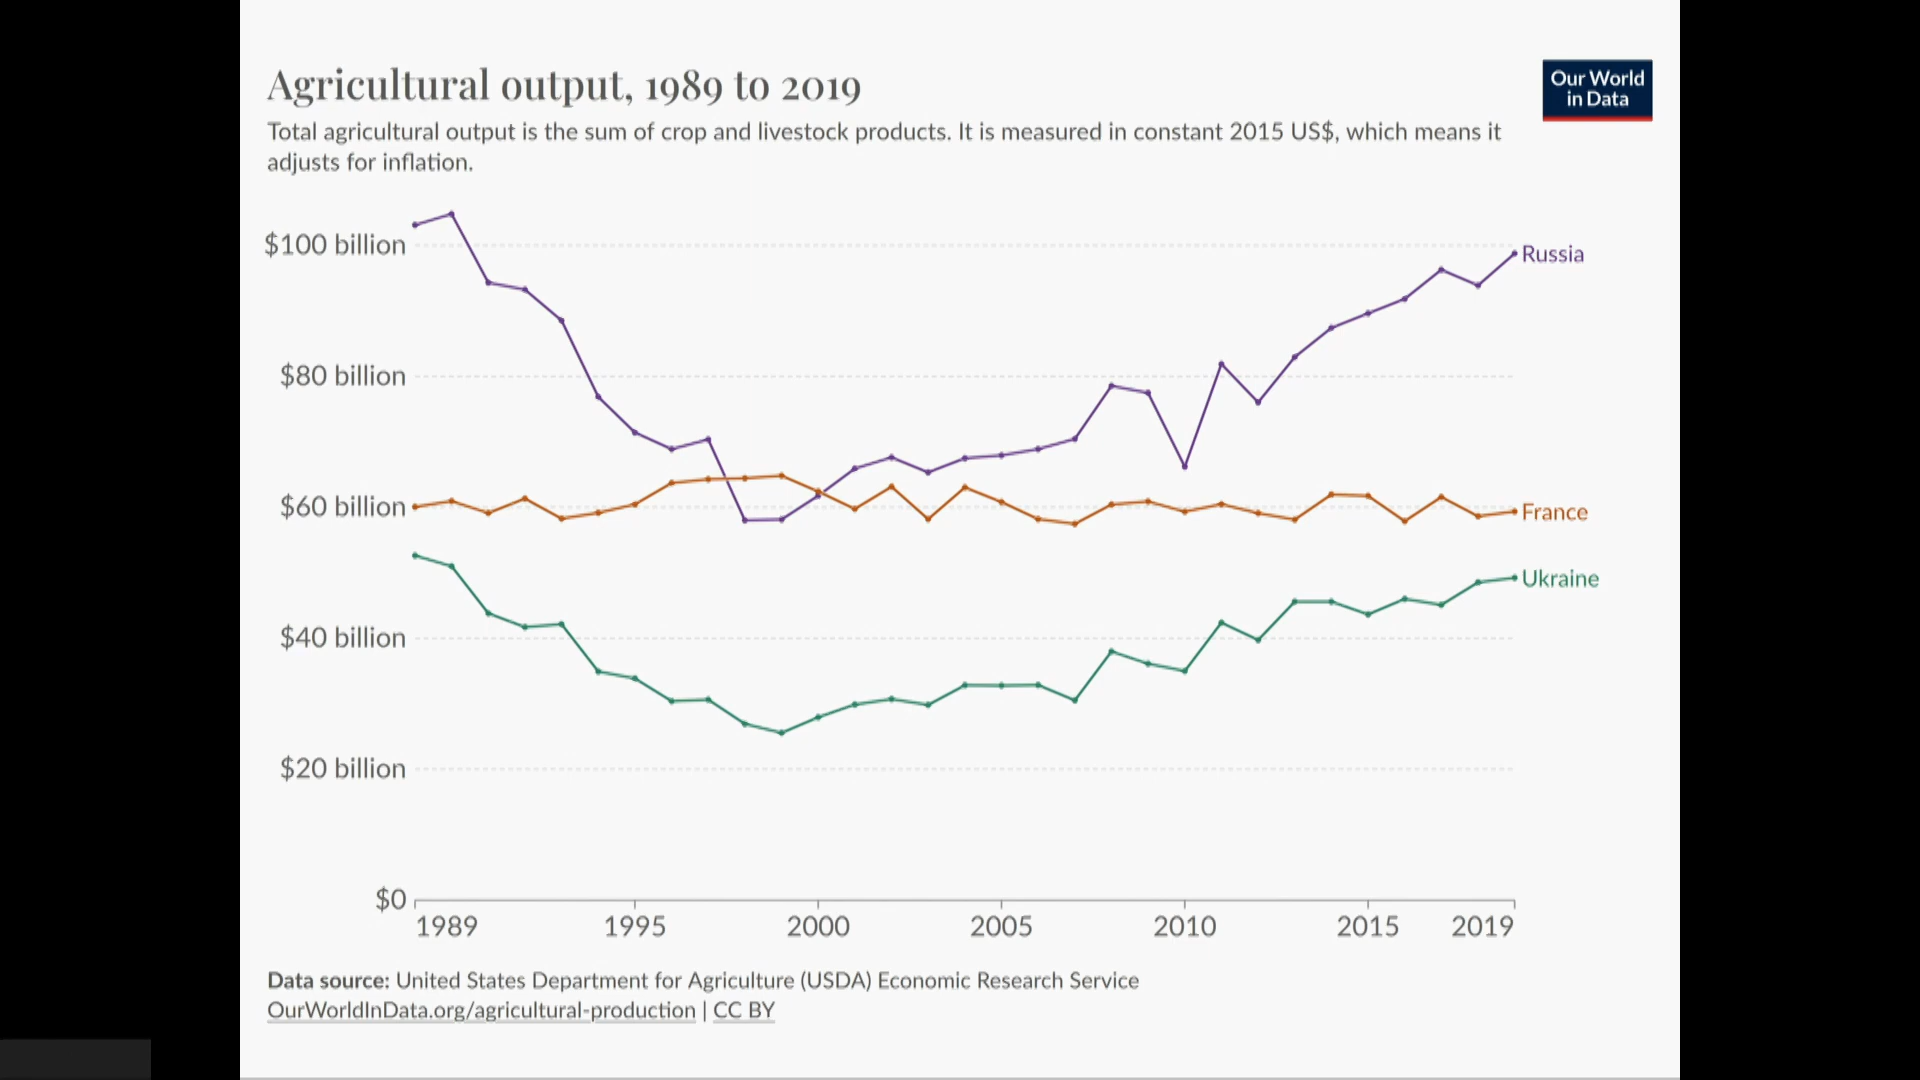 Agricultural output, 1989 to 2019
Our World
in Data
Total agricultural output is the sum of crop and livestock products. It is measured in constant 2015 US$, which means it
adjusts for inflation.
$100 billion
Russia
$80 billion
$60 billion
France
Ukraine
$40 billion
$20 billion
$0
1989 1995 2000 2005 2010 2015 2019
Data source: United States Department for Agriculture (USDA) Economic Research Service
OurWorldInData.org/agricultural-production | CC BY